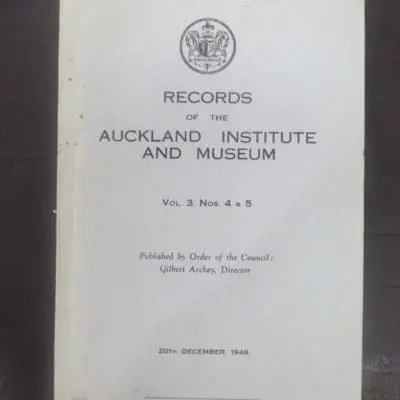 RECORDS
OF THE
AUCKLAND INSTITUTE
AND MUSEUM
VOL. 3, Nos. 4 & 5
Published by Order of the Council:
Gilbert Archey, Director
20TH DECEMBER, 1948.